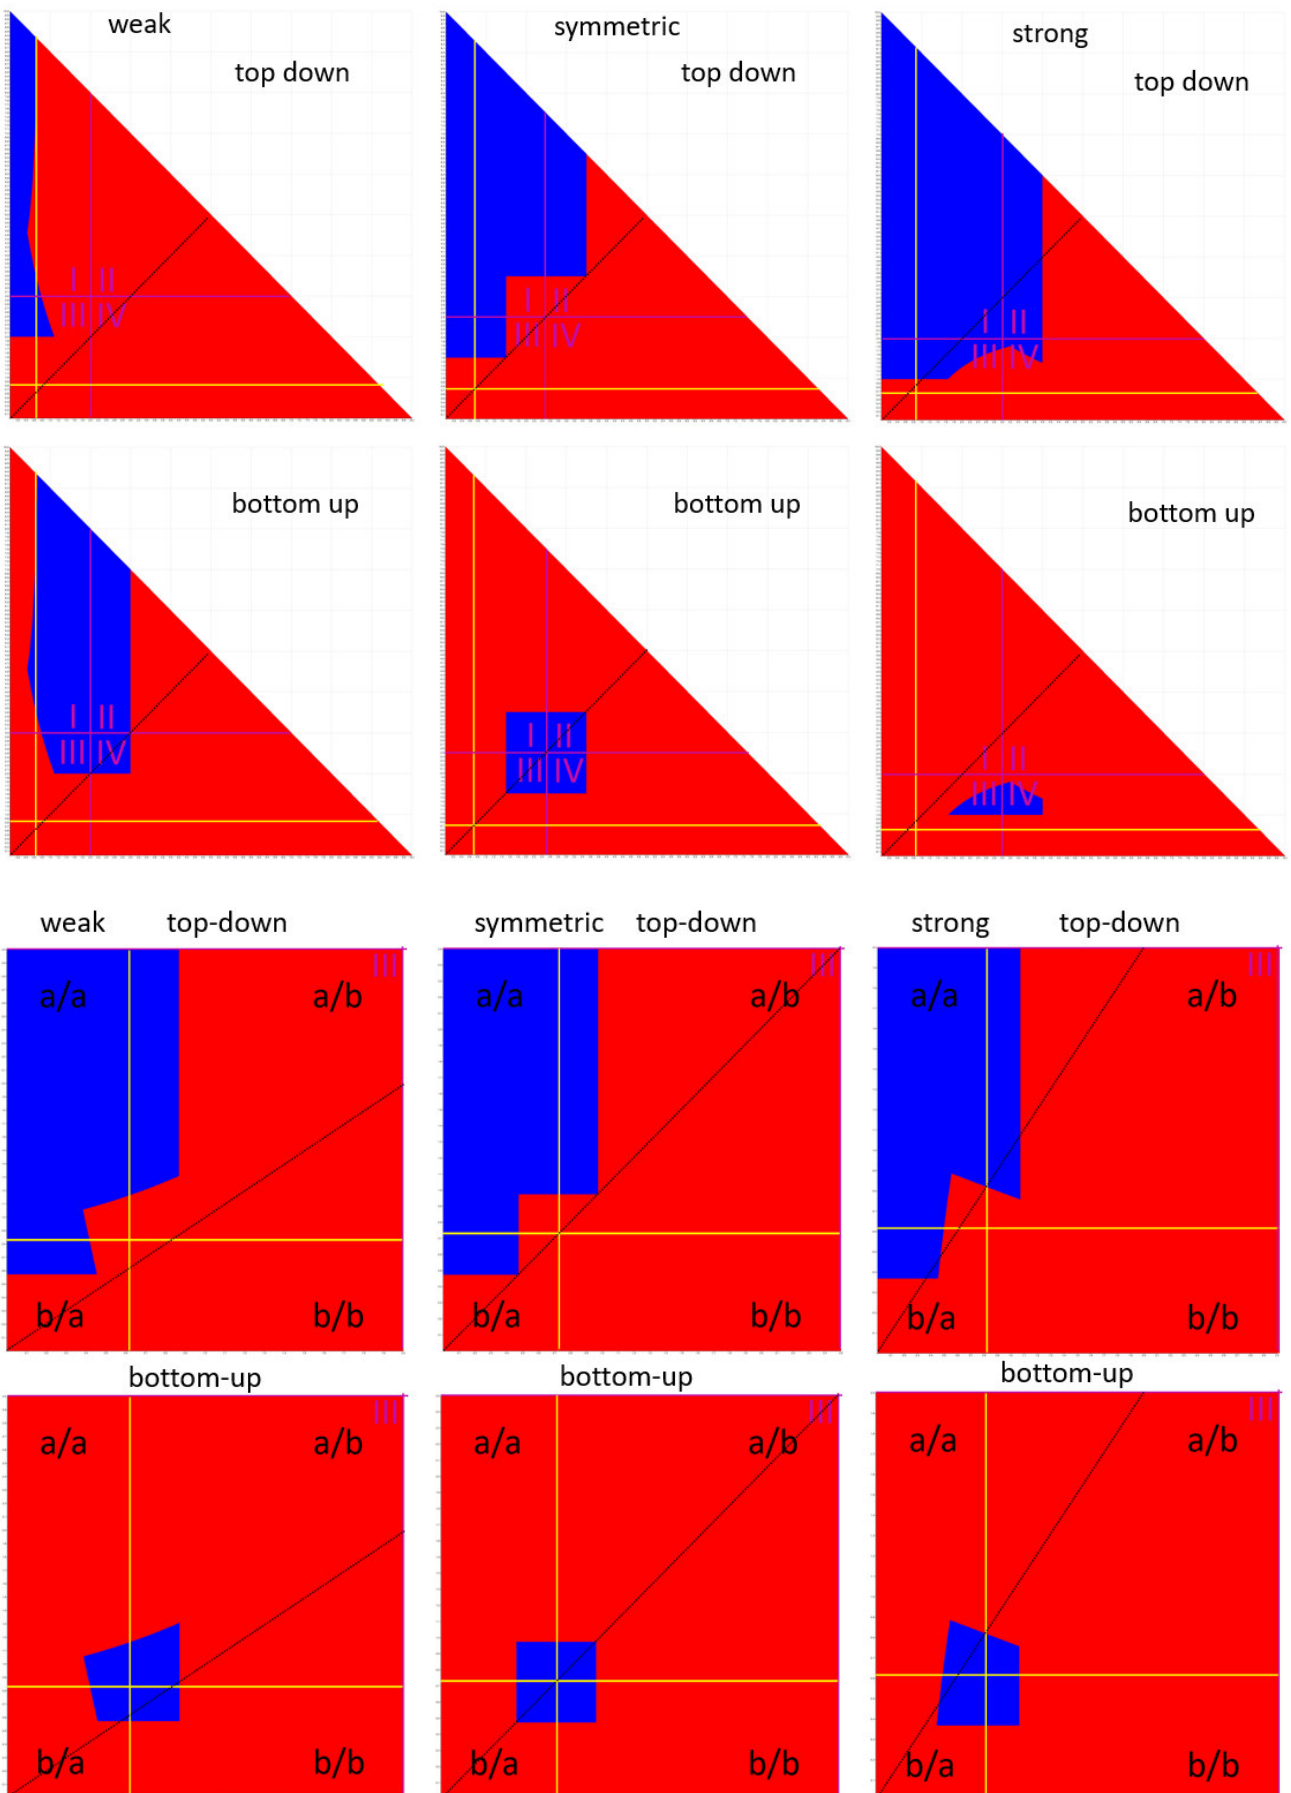 weak symmetric strong
top down top down top down
I II I II I II
III IV III IV III IV
bottom up bottom up bottom up
I II I II I II
III IV III IV III IV
weak top-down symmetric top-down strong top-down
III III III
a/a a/b a/a a/b a/a a/b
b/a b/b b/a b/b b/a b/b
bottom-up bottom-up bottom-up
III III III
a/a a/b a/a a/b a/a a/b
b/a b/b b/a b/b b/a b/b